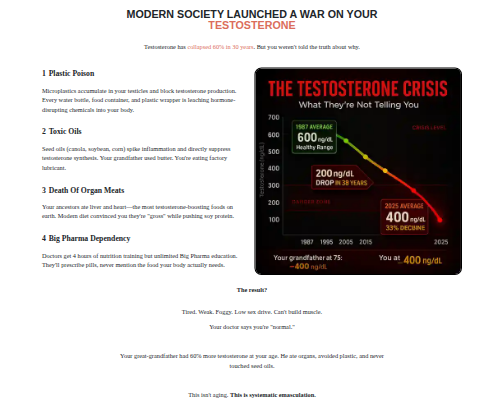 MODERN SOCIETY LAUNCHED A WAR ON YOUR
TESTOSTERONE
Testosterone has collapsed 60% in 30 years. But you weren't told the truth about why.
1 Plastic Poison
Microplastics accumulate in your testicles and block testosterone production.
Every water bottle, food container, and plastic wrapper is leaching hormone-
disrupting chemicals into your body.
2 Toxic Oils
Seed oils (canola, soybean, corn) spike inflammation and directly suppress
testosterone synthesis. Your grandfather used butter. You're eating factory
lubricant.
3 Death Of Organ Meats
Your ancestors ate liver and heart—the most testosterone-boosting foods on
earth. Modern diet convinced you they're "gross" while pushing soy protein.
4 Big Pharma Dependency
Doctors get 4 hours of nutrition training but unlimited Big Pharma education.
They'll prescribe pills, never mention the food your body actually needs.
THE TESTOSTERONE CRISIS
What They're Not Telling You
700
600
500
400
300
200
100
Testosterone (ng/dL)
1987 AVERAGE
600 ng/dL
Healthy Range
CRISIS LEVEL
200 ng/dL
DROP IN 38 YEARS
DANGER ZONE
2025 AVERAGE
400 ng/dL
33% DECLINE
1987 1995 2005 2015 2025
Your grandfather at 75:
~400 ng/dL
You at
400 ng/dL
The result?
Tired. Weak. Foggy. Low sex drive. Can't build muscle.
Your doctor says you're "normal."
Your great-grandfather had 60% more testosterone at your age. He ate organs, avoided plastic, and never
touched seed oils.
This isn't aging. This is systematic emasculation.